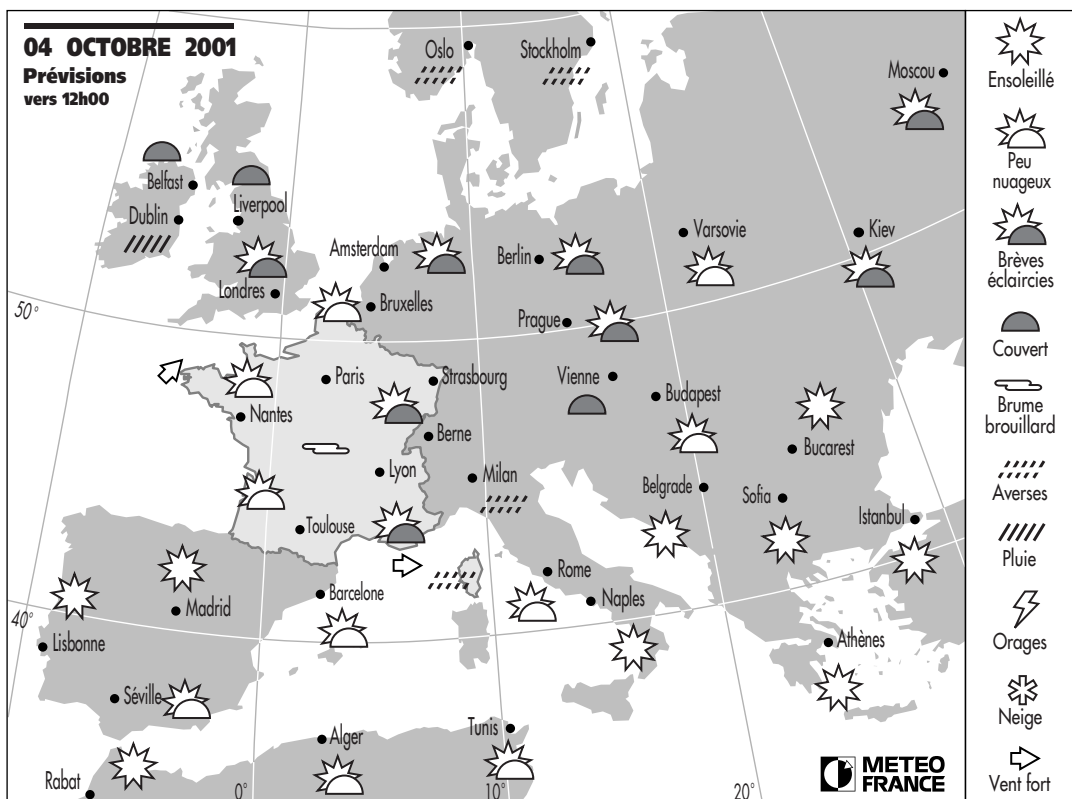 04 OCTOBRE 2001
Prévisions
vers 12h00
Oslo
Stockholm
Moscou
Belfast
Dublin
Liverpool
Londres
Amsterdam
Bruxelles
Berlin
Varsovie
Kiev
Prague
50°
Paris
Strasbourg
Vienne
Budapest
Nantes
Berne
Bucarest
Lyon
Milan
Belgrade
Sofia
Istanbul
Toulouse
Barcelone
Rome
Naples
Madrid
40°
Lisbonne
Athènes
Séville
Alger
Tunis
Rabat
0°
10°
20°
METEO
FRANCE
Ensoleillé
Peu
nuageux
Brèves
éclaircies
Couvert
Brume
brouillard
Averses
Pluie
Orages
Neige
Vent fort